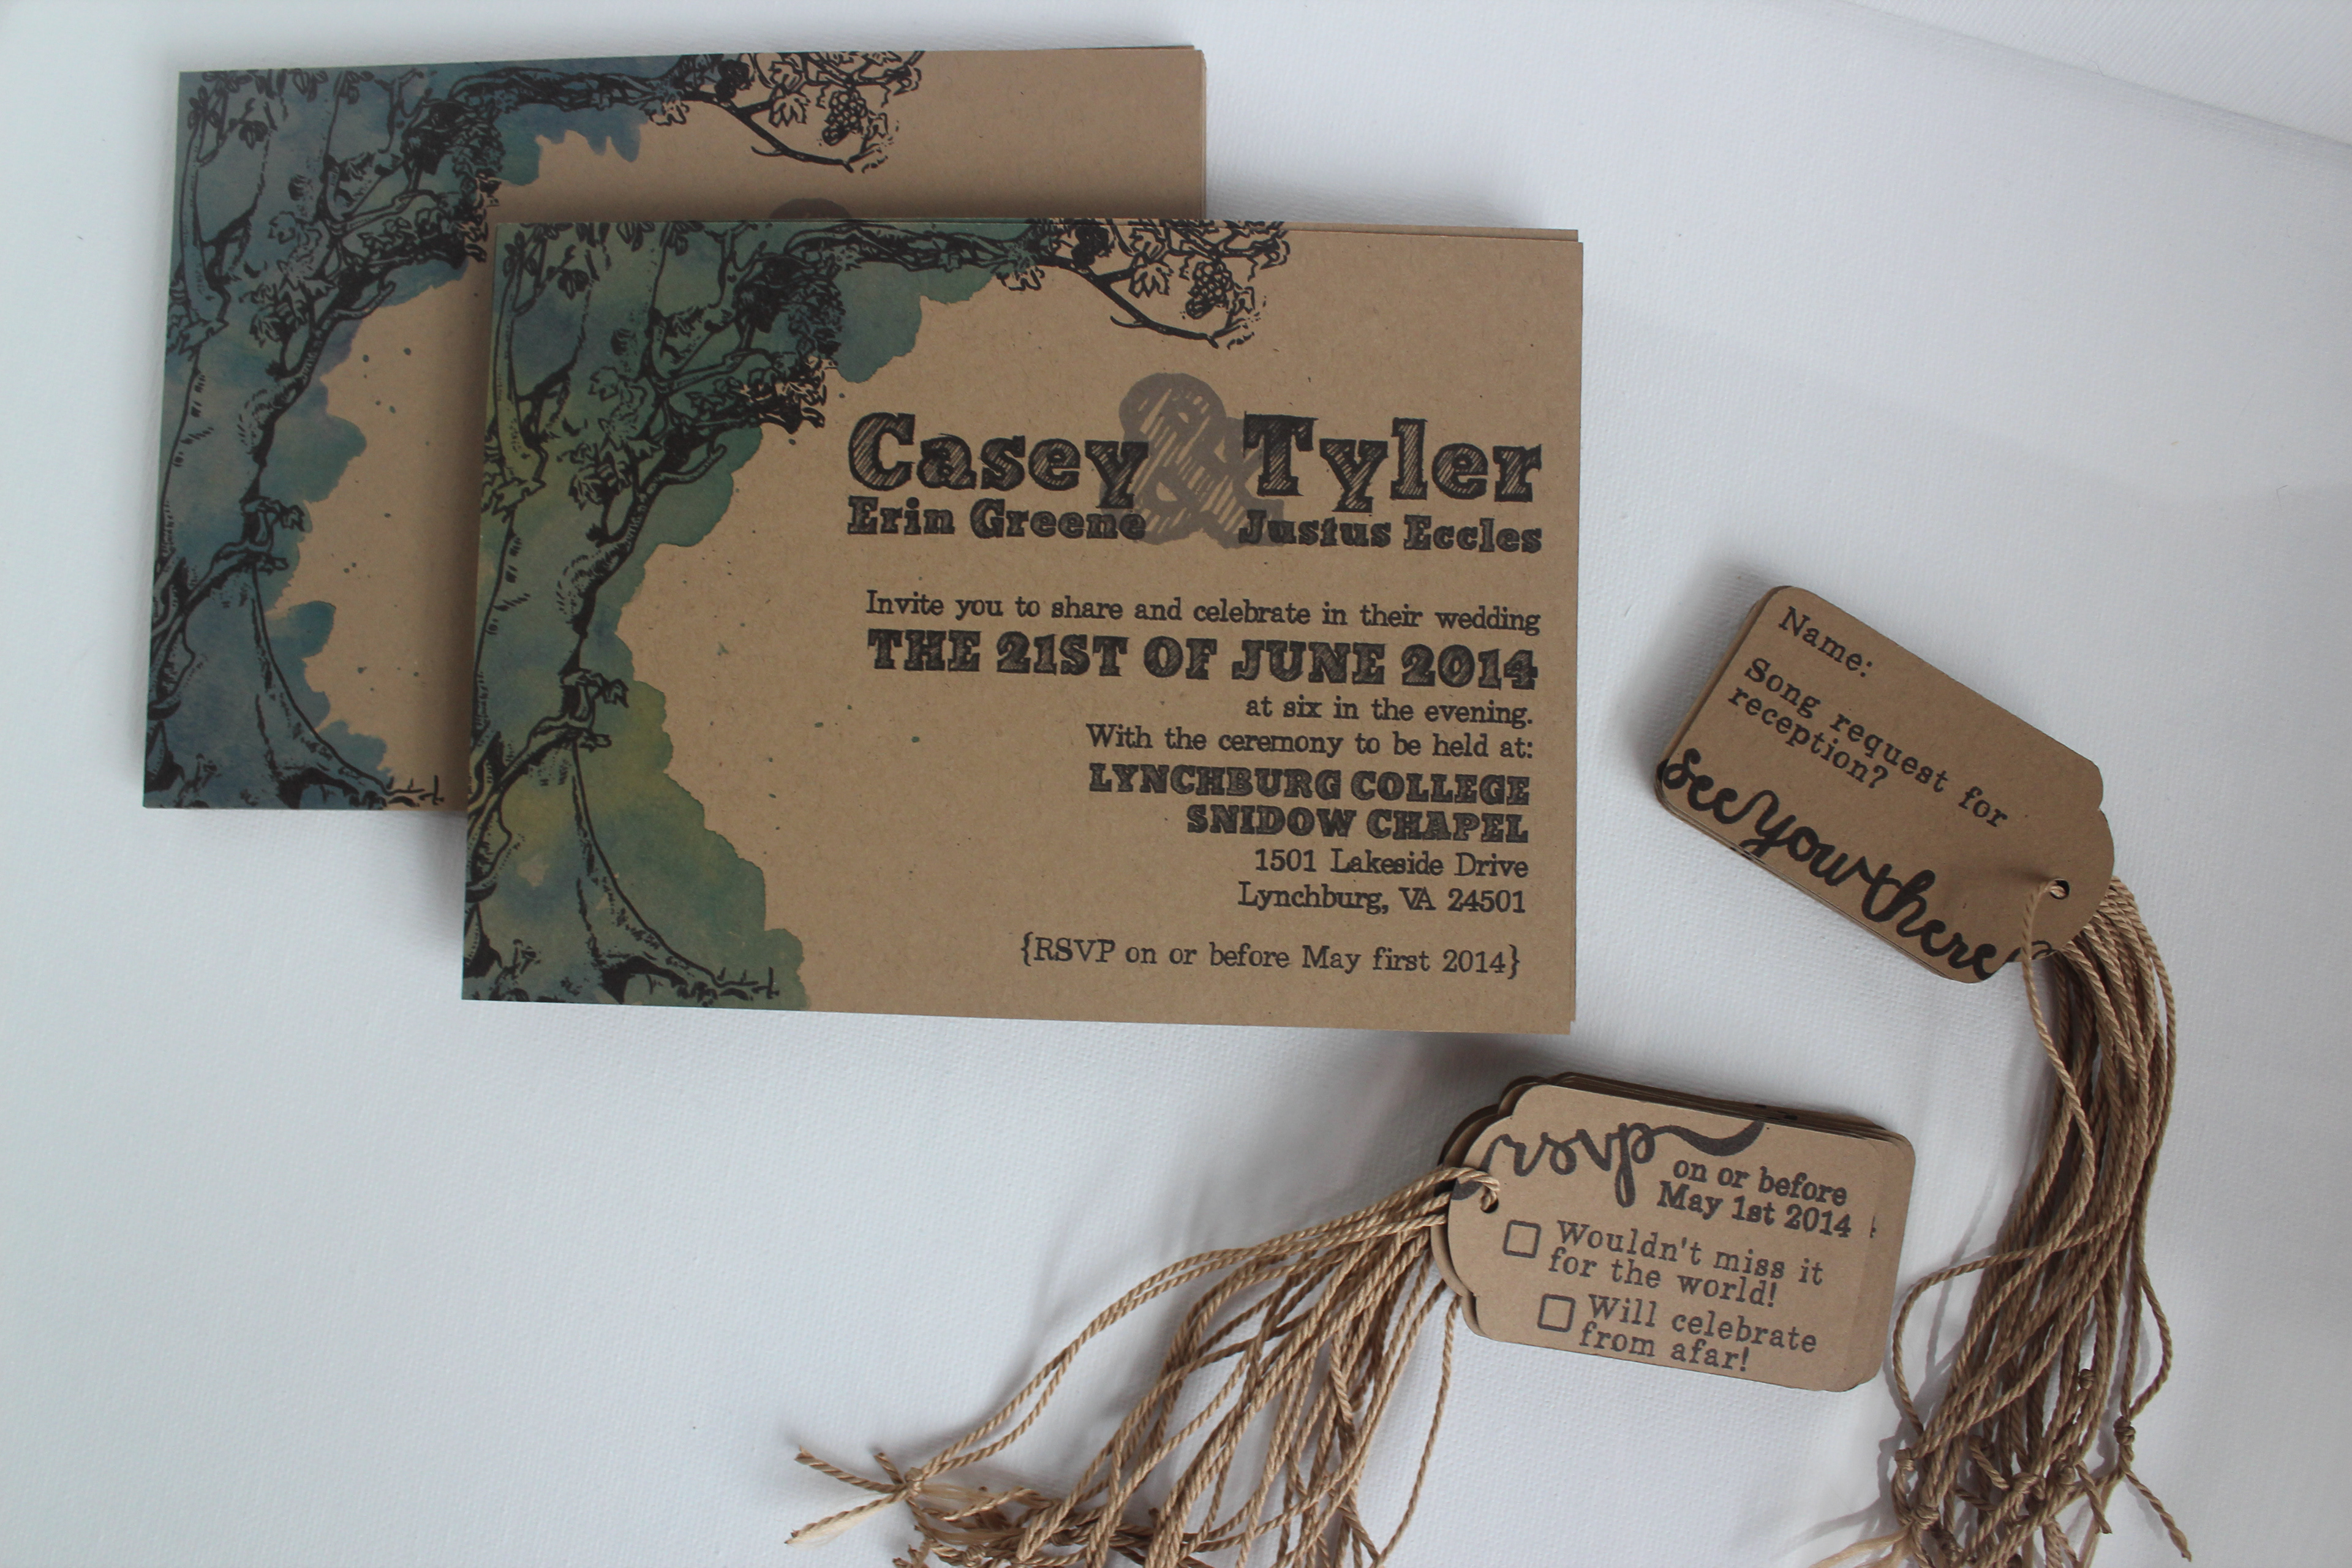 Casey & Tyler
Erin Greene Justus Eccles
Invite you to share and celebrate in their wedding
THE 21ST OF JUNE 2014
at six in the evening.
With the ceremony to be held at:
LYNCHBURG COLLEGE
SNIDOW CHAPEL
1501 Lakeside Drive
Lynchburg, VA 24501
{RSVP on or before May first 2014}
Name:
Song request for
reception?
see you there
rsvp
on or before
May 1st 2014
Wouldn't miss it
for the world!
Will celebrate
from afar!